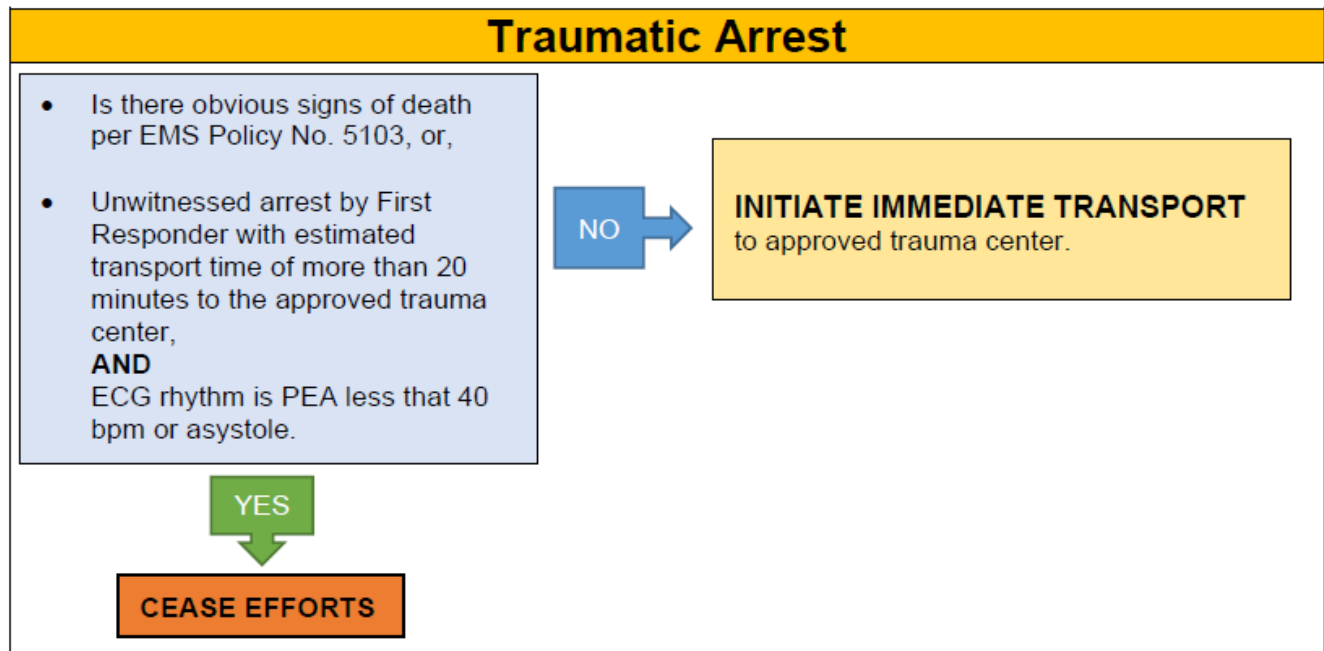 Traumatic Arrest
• Is there obvious signs of death
per EMS Policy No. 5103, or,
• Unwitnessed arrest by First
Responder with estimated
transport time of more than 20
minutes to the approved trauma
center,
AND
ECG rhythm is PEA less that 40
bpm or asystole.
NO
INITIATE IMMEDIATE TRANSPORT
to approved trauma center.
YES
CEASE EFFORTS